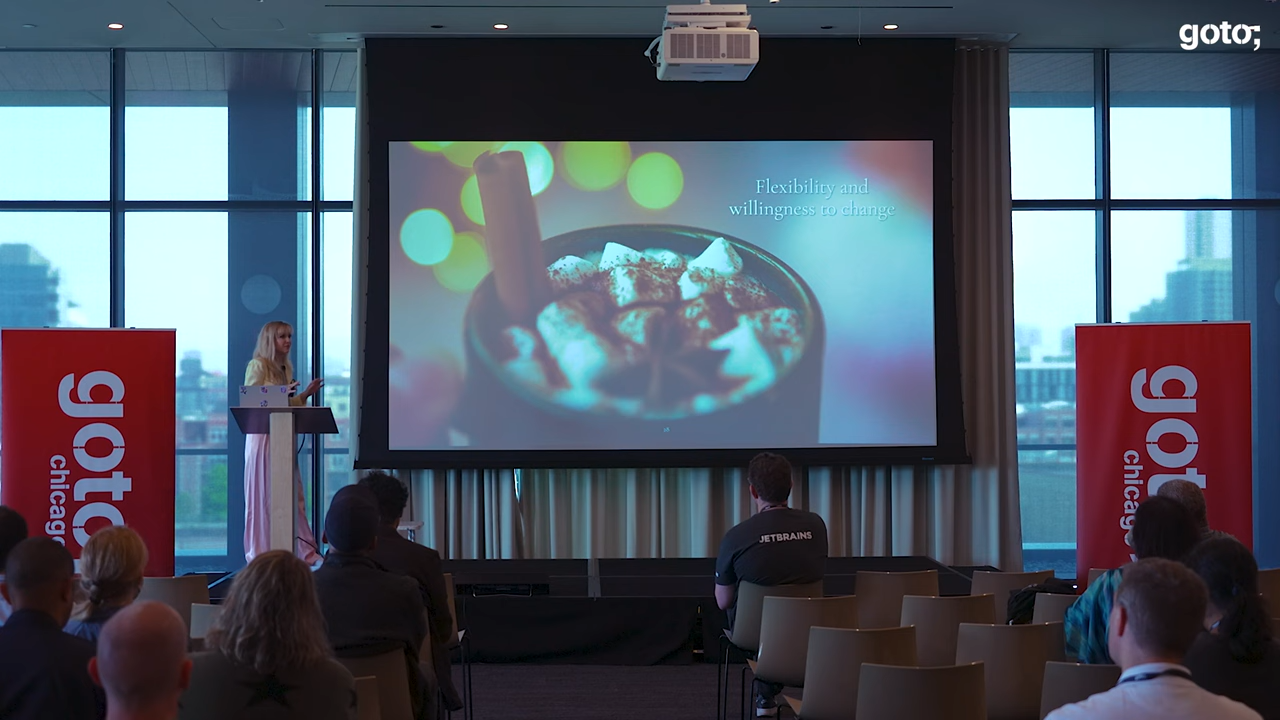 goto;
Flexibility and
willingness to change
goto
chicago
JETBRAINS
goto
chicago